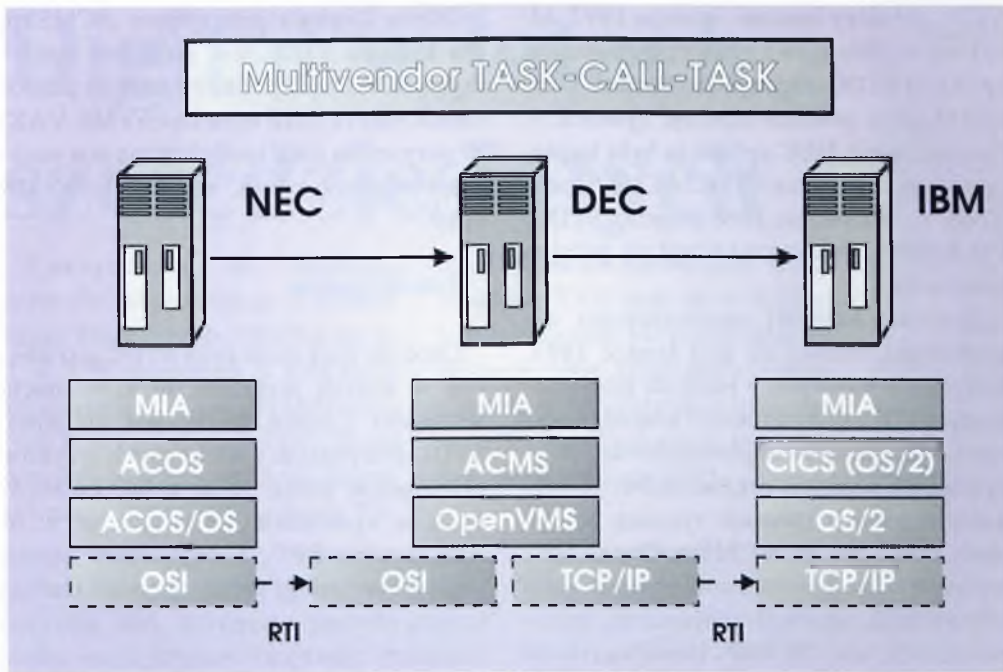 Multivendor TASK-CALL-TASK
NEC DEC IBM
MIA MIA MIA
ACOS ACMS CICS (OS/2)
ACOS/OS OpenVMS OS/2
OSI OSI TCP/IP TCP/IP
RTI RTI